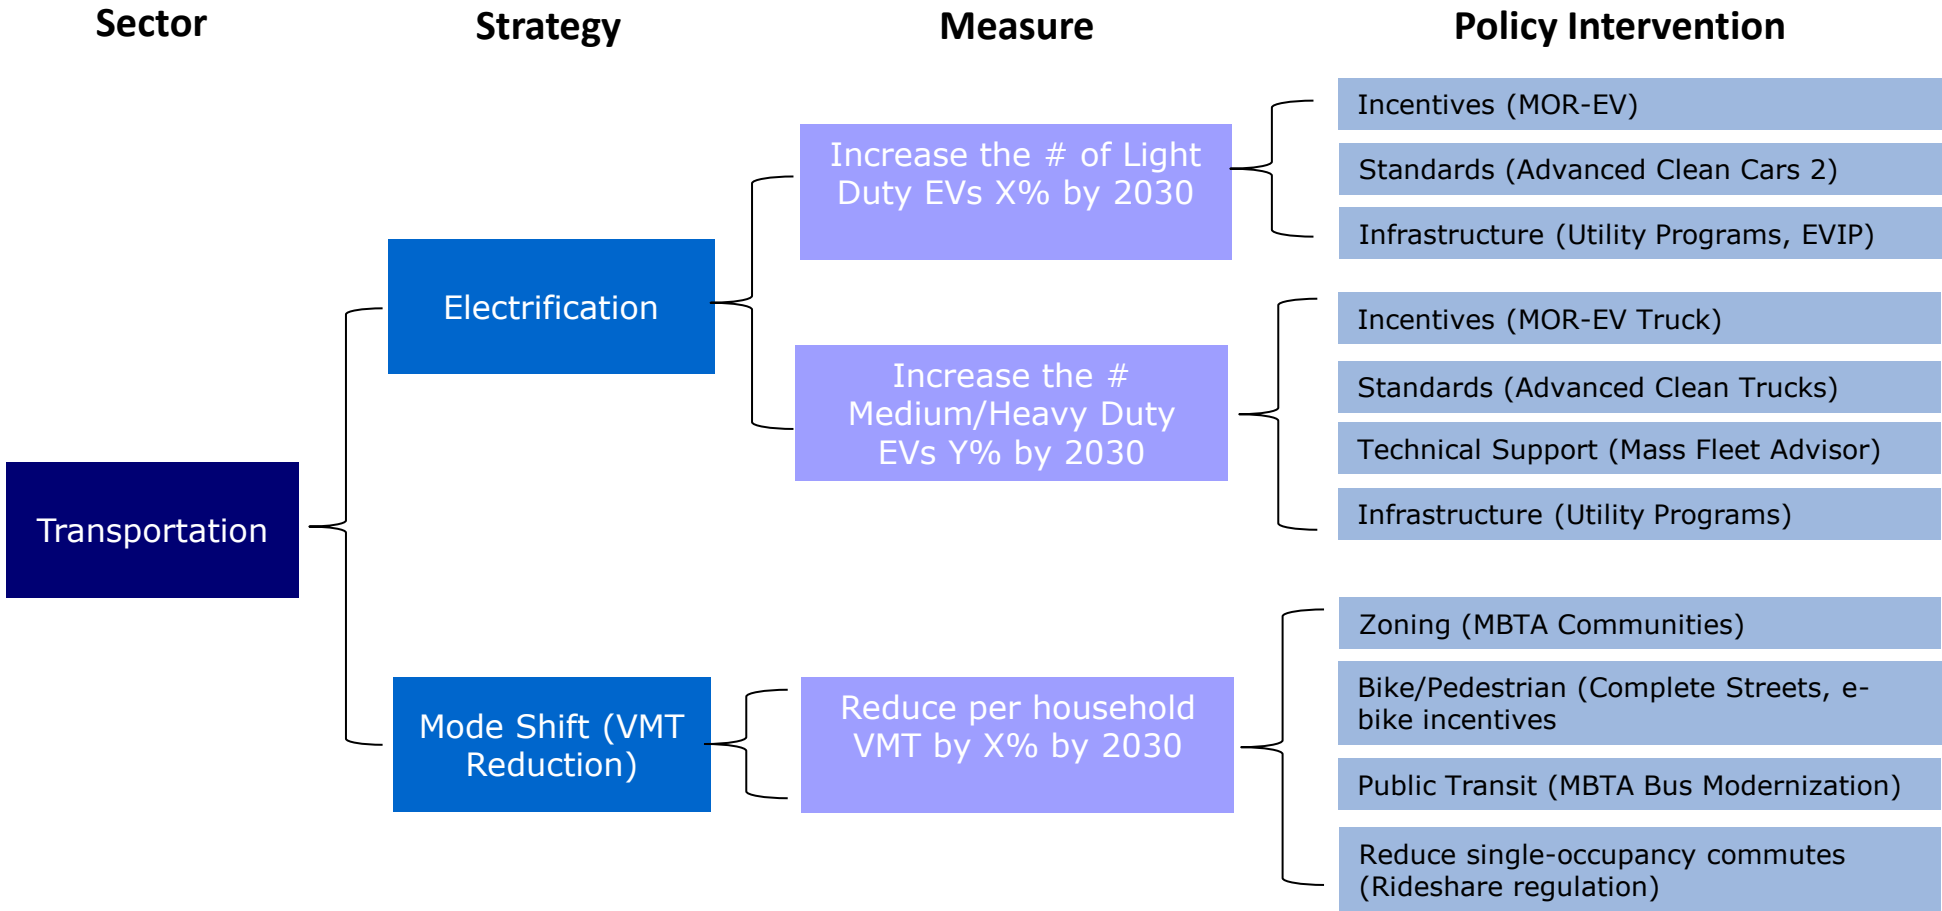 Sector
Strategy
Measure
Policy Intervention
Transportation
Electrification
Increase the # of Light
Duty EVs X% by 2030
Incentives (MOR-EV)
Standards (Advanced Clean Cars 2)
Infrastructure (Utility Programs, EVIP)
Increase the #
Medium/Heavy Duty
EVs Y% by 2030
Incentives (MOR-EV Truck)
Standards (Advanced Clean Trucks)
Technical Support (Mass Fleet Advisor)
Infrastructure (Utility Programs)
Mode Shift (VMT
Reduction)
Reduce per household
VMT by X% by 2030
Zoning (MBTA Communities)
Bike/Pedestrian (Complete Streets, e-
bike incentives
Public Transit (MBTA Bus Modernization)
Reduce single-occupancy commutes
(Rideshare regulation)